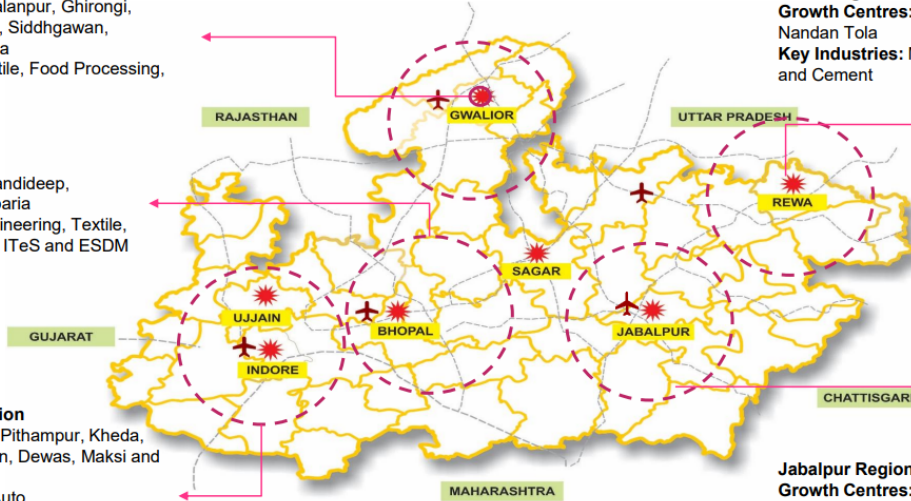 alanpur, Ghirongi,
, Siddhgawan,
a
tile, Food Processing,
Growth Centres:
Nandan Tola
Key Industries:
and Cement
RAJASTHAN
GWALIOR
UTTAR PRADESH
andideep,
aria
ineering, Textile,
ITeS and ESDM
REWA
SAGAR
UJJAIN
BHOPAL
JABALPUR
GUJARAT
INDORE
CHATTISGAR
ion
Pithampur, Kheda,
n, Dewas, Maksi and
Auto
MAHARASHTRA
Jabalpur Region
Growth Centres: